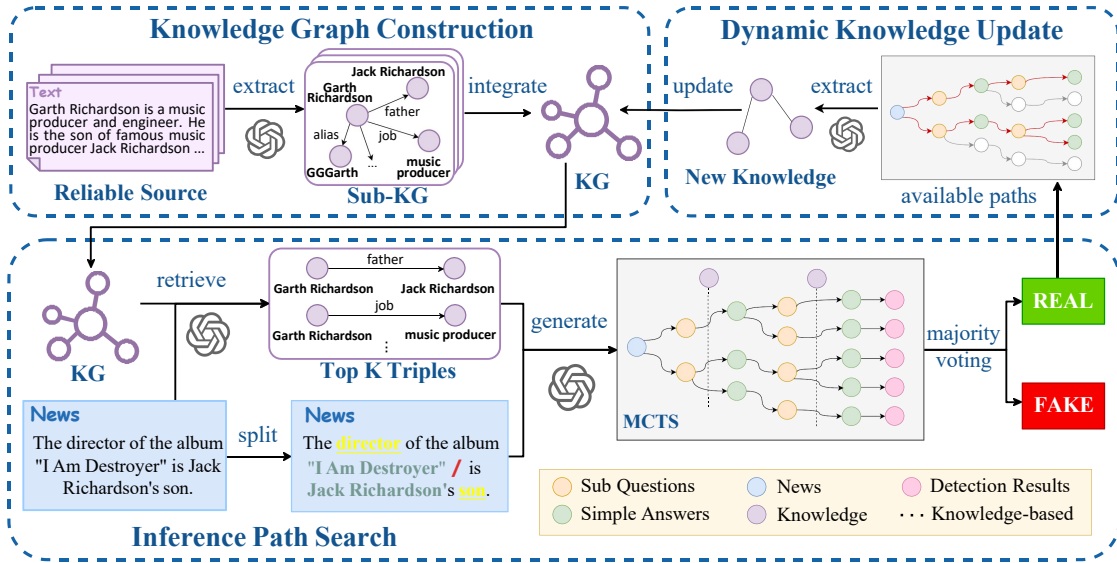 Knowledge Graph Construction
Text
Garth Richardson is a music
producer and engineer. He
is the son of famous music
producer Jack Richardson ...
Reliable Source
extract
Jack Richardson
Garth
Richardson
father
alias
job
...
GGGarth
music
producer
Sub-KG
integrate
KG
Dynamic Knowledge Update
update
New Knowledge
extract
available paths
KG
retrieve
father
Garth Richardson
Jack Richardson
job
Garth Richardson
music producer
...
Top K Triples
News
The director of the album
"I Am Destroyer" is Jack
Richardson's son.
split
News
The director of the album
"I Am Destroyer" / is
Jack Richardson's son.
generate
MCTS
majority
voting
REAL
FAKE
Sub Questions
News
Detection Results
Simple Answers
Knowledge
... Knowledge-based
Inference Path Search